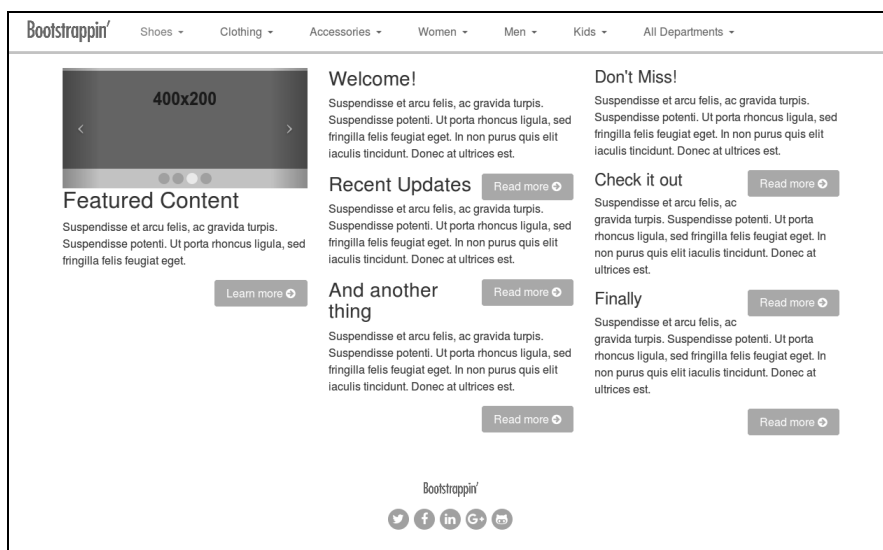 Bootstrappin'
Shoes
Clothing
Accessories
Women
Men
Kids
All Departments
400x200
Featured Content
Suspendisse et arcu felis, ac gravida turpis.
Suspendisse potenti. Ut porta rhoncus ligula, sed
fringilla felis feugiat eget.
Learn more
Welcome!
Suspendisse et arcu felis, ac gravida turpis.
Suspendisse potenti. Ut porta rhoncus ligula, sed
fringilla felis feugiat eget. In non purus quis elit
iaculis tincidunt. Donec at ultrices est.
Read more
Recent Updates
Suspendisse et arcu felis, ac gravida turpis.
Suspendisse potenti. Ut porta rhoncus ligula, sed
fringilla felis feugiat eget. In non purus quis elit
iaculis tincidunt. Donec at ultrices est.
Read more
And another
thing
Suspendisse et arcu felis, ac gravida turpis.
Suspendisse potenti. Ut porta rhoncus ligula, sed
fringilla felis feugiat eget. In non purus quis elit
iaculis tincidunt. Donec at ultrices est.
Read more
Don't Miss!
Suspendisse et arcu felis, ac gravida turpis.
Suspendisse potenti. Ut porta rhoncus ligula, sed
fringilla felis feugiat eget. In non purus quis elit
iaculis tincidunt. Donec at ultrices est.
Read more
Check it out
Suspendisse et arcu felis, ac
gravida turpis. Suspendisse potenti. Ut porta
rhoncus ligula, sed fringilla felis feugiat eget. In
non purus quis elit iaculis tincidunt. Donec at
ultrices est.
Read more
Finally
Suspendisse et arcu felis, ac
gravida turpis. Suspendisse potenti. Ut porta
rhoncus ligula, sed fringilla felis feugiat eget. In
non purus quis elit iaculis tincidunt. Donec at
ultrices est.
Read more
Bootstrappin'